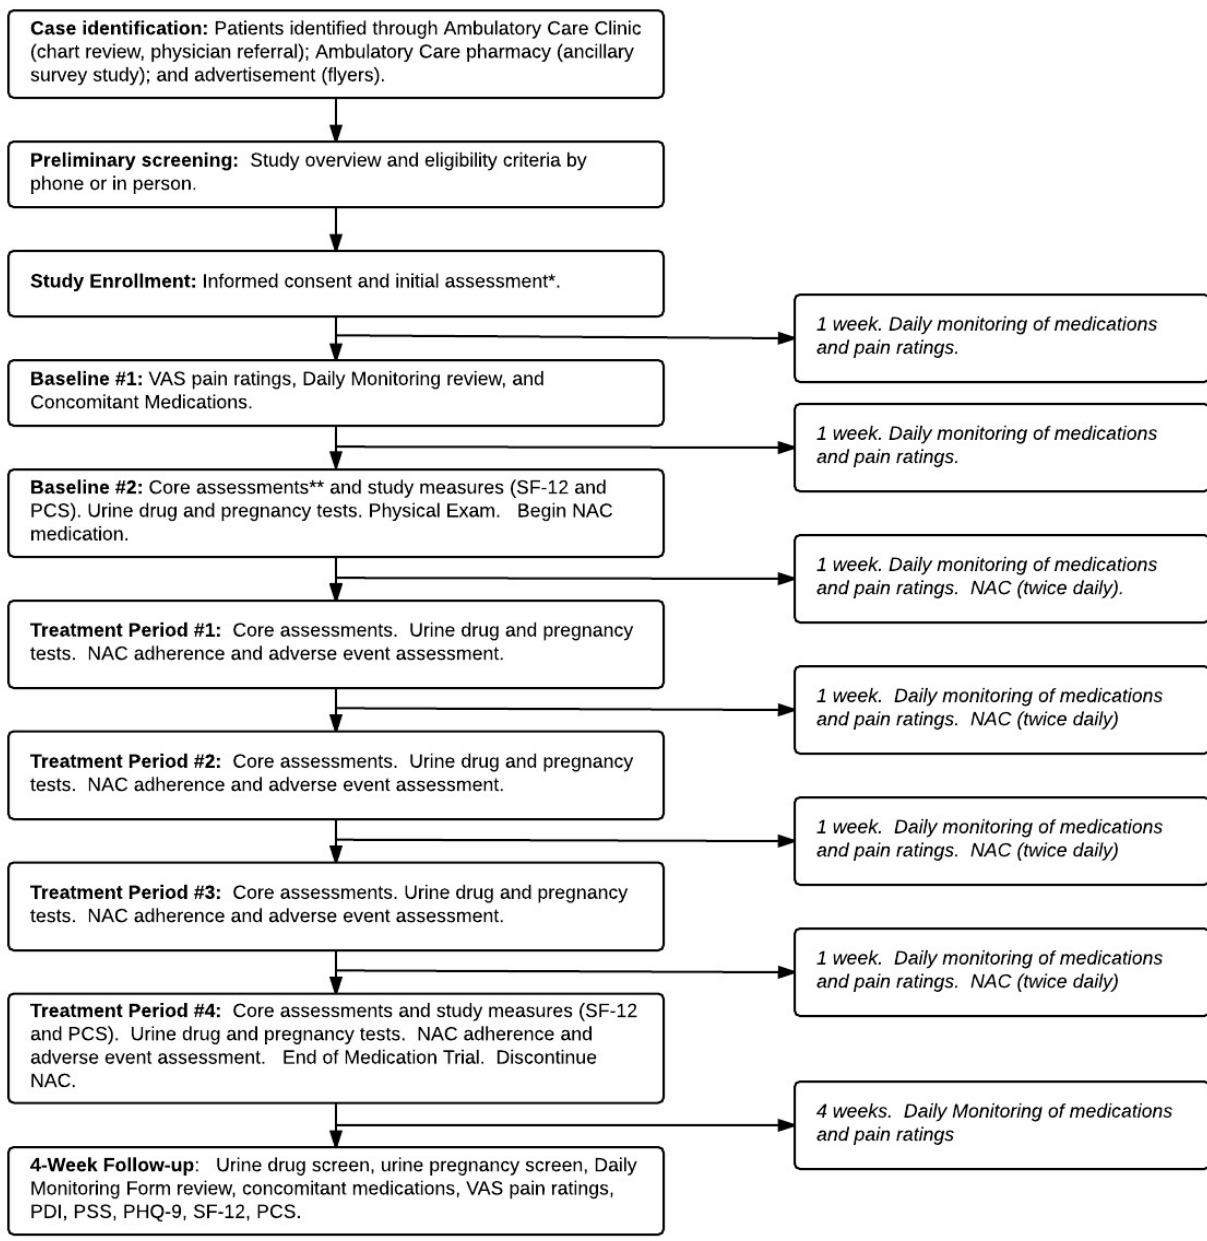 Case identification: Patients identified through Ambulatory Care Clinic
(chart review, physician referral); Ambulatory Care pharmacy (ancillary
survey study); and advertisement (flyers).
Preliminary screening: Study overview and eligibility criteria by
phone or in person.
Study Enrollment: Informed consent and initial assessment*.
1 week. Daily monitoring of medications
and pain ratings.
Baseline #1: VAS pain ratings, Daily Monitoring review, and
Concomitant Medications.
1 week. Daily monitoring of medications
and pain ratings.
Baseline #2: Core assessments** and study measures (SF-12 and
PCS). Urine drug and pregnancy tests. Physical Exam. Begin NAC
medication.
1 week. Daily monitoring of medications
and pain ratings. NAC (twice daily).
Treatment Period #1: Core assessments. Urine drug and pregnancy
tests. NAC adherence and adverse event assessment.
1 week. Daily monitoring of medications
and pain ratings. NAC (twice daily)
Treatment Period #2: Core assessments. Urine drug and pregnancy
tests. NAC adherence and adverse event assessment.
1 week. Daily monitoring of medications
and pain ratings. NAC (twice daily)
Treatment Period #3: Core assessments. Urine drug and pregnancy
tests. NAC adherence and adverse event assessment.
1 week. Daily monitoring of medications
and pain ratings. NAC (twice daily)
Treatment Period #4: Core assessments and study measures (SF-12
and PCS). Urine drug and pregnancy tests. NAC adherence and
adverse event assessment. End of Medication Trial. Discontinue
NAC.
4 weeks. Daily Monitoring of medications
and pain ratings
4-Week Follow-up: Urine drug screen, urine pregnancy screen, Daily
Monitoring Form review, concomitant medications, VAS pain ratings,
PDI, PSS, PHQ-9, SF-12, PCS.